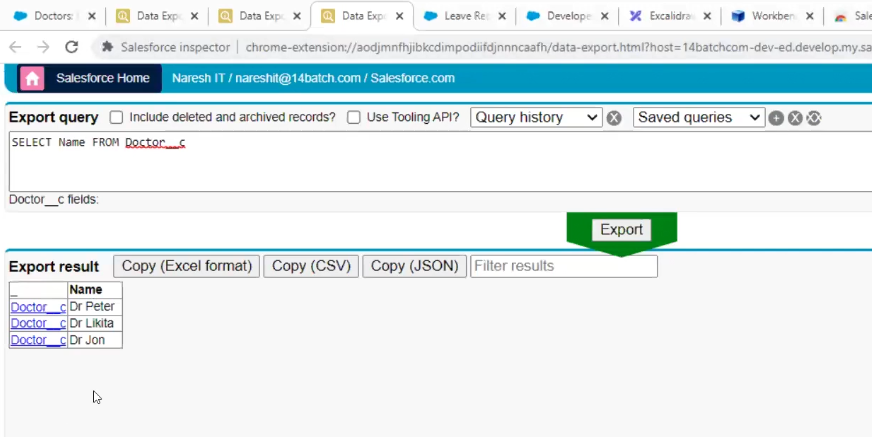 Doctors:
Data Expo
Data Expo
Data Expo
Leave Re
Develope
Excalidra
Workben
Sale
Salesforce inspector
chrome-extension://aodjmnfhjibkcdimpodiifdjnnncaafh/data-export.html?host=14batchcom-dev-ed.develop.my.sa
Salesforce Home
Naresh IT / nareshit@14batch.com / Salesforce.com
Export query
Include deleted and archived records?
Use Tooling API?
Query history
X
Saved queries
+
X
SELECT Name FROM Doctor__c
Doctor__c fields:
Export
Export result
Copy (Excel format)
Copy (CSV)
Copy (JSON)
Filter results
_ Name
Doctor__c Dr Peter
Doctor__c Dr Likita
Doctor__c Dr Jon